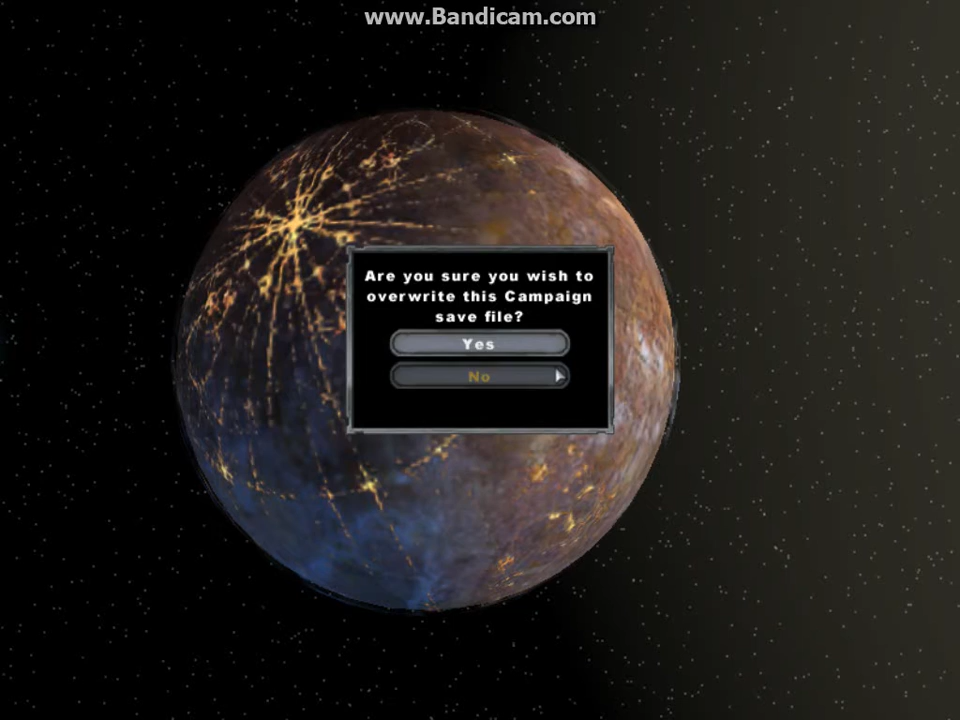 www.Bandicam.com
Are you sure you wish to
overwrite this Campaign
save file?
Yes
No